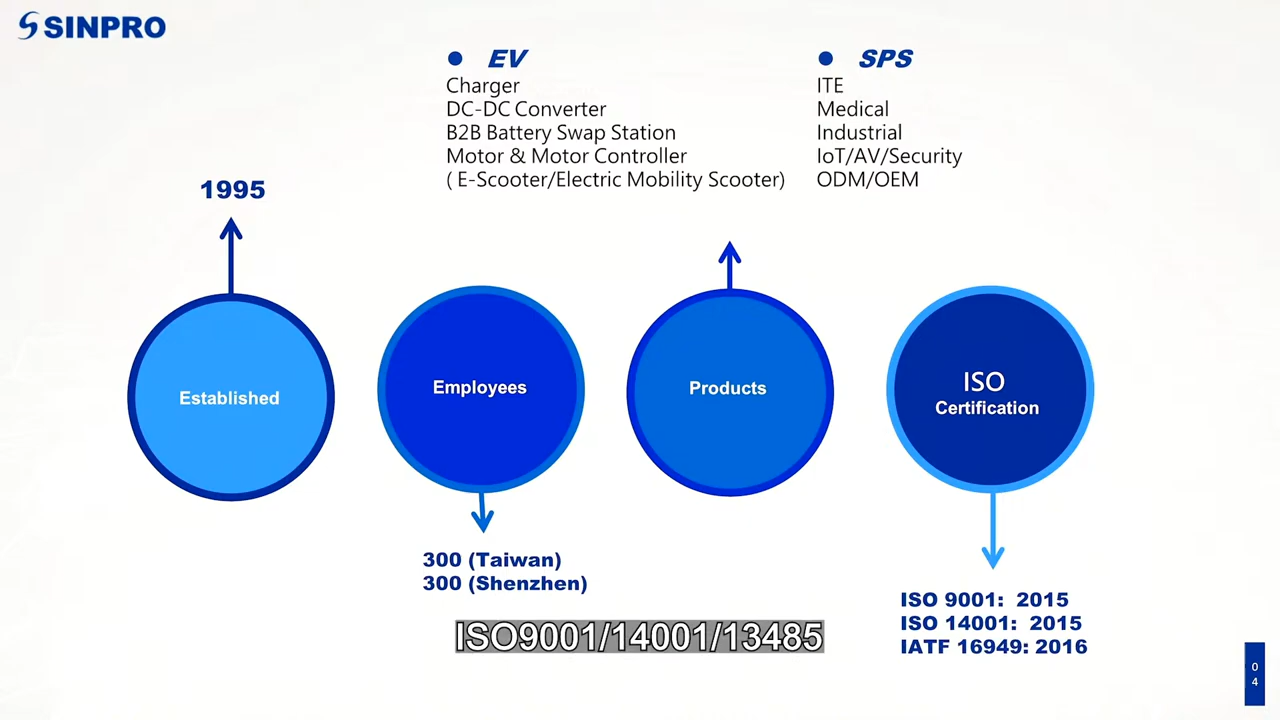 SINPRO
EV
Charger
DC-DC Converter
B2B Battery Swap Station
Motor & Motor Controller
( E-Scooter/Electric Mobility Scooter)
SPS
ITE
Medical
Industrial
IoT/AV/Security
ODM/OEM
1995
Established
Employees
Products
ISO
Certification
300 (Taiwan)
300 (Shenzhen)
ISO 9001: 2015
ISO 14001: 2015
IATF 16949: 2016
ISO9001/14001/13485
04